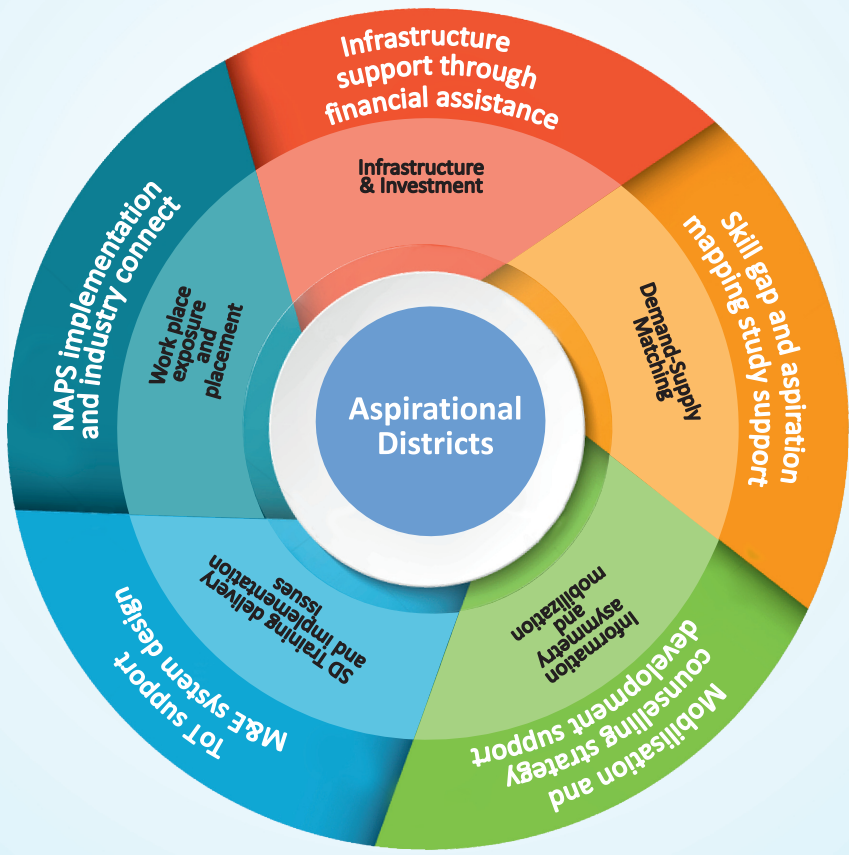 Infrastructure
support through
financial assistance
Infrastructure
& Investment
Skill gap and aspiration
mapping study support
Demand-Supply
Matching
Mobilisation and
counselling strategy
development support
Information
asymmetry
and
mobilization
ToT support
M&E system design
SD Training delivery
and Implementation
Issues
NAPS implementation
and industry connect
Work place
exposure
and
placement
Aspirational
Districts